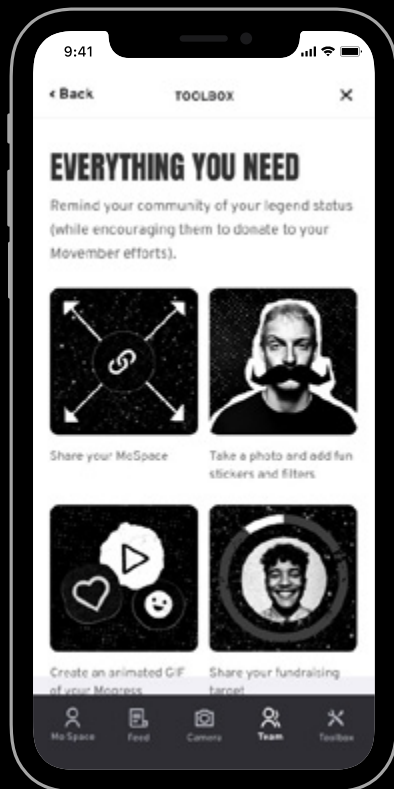 9:41
‹ Back
TOOLBOX
EVERYTHING YOU NEED
Remind your community of your legend status
(while encouraging them to donate to your
Movember efforts).
Share your MoSpace
Take a photo and add fun
stickers and filters
Create an animated GIF
of your Mogress
Share your fundraising
target
Mo Space
Feed
Camera
Team
Toolbox